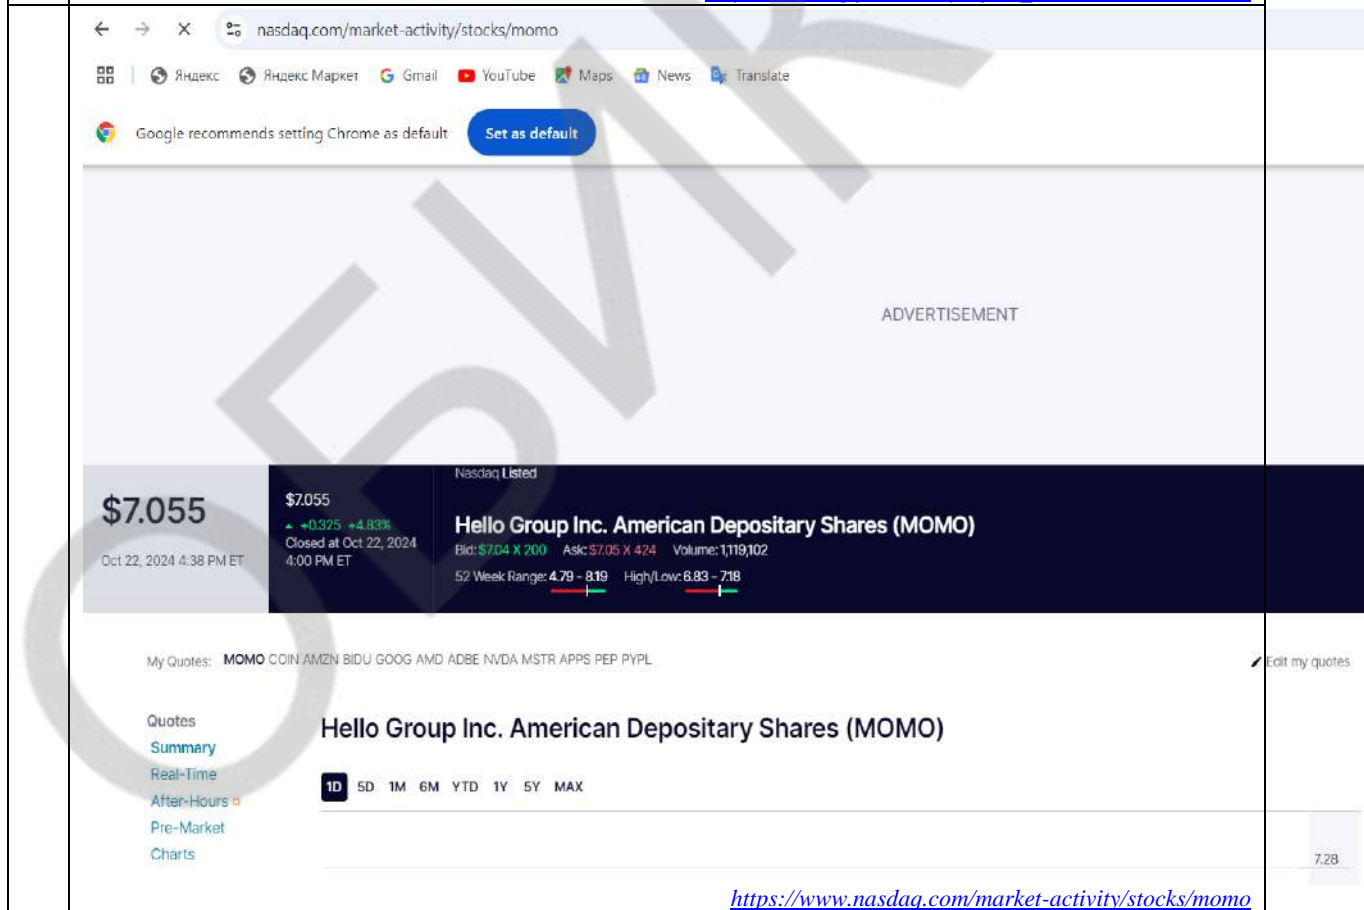 nasdaq.com/market-activity/stocks/momo
Яндекс Яндекс Маркет Gmail YouTube Maps News Translate
Google recommends setting Chrome as default Set as default
ADVERTISEMENT
Nasdaq Listed
$7.055
$7.055
+0.325 +4.83%
Closed at Oct 22, 2024
4:00 PM ET
Oct 22, 2024 4:38 PM ET
Hello Group Inc. American Depositary Shares (MOMO)
Bid: $7.04 X 200 Ask: $7.05 X 424 Volume: 1,119,102
52 Week Range: 4.79 - 8.19 High/Low: 6.83 - 7.18
My Quotes: MOMO COIN AMZN BIDU GOOG AMD ADBE NVDA MSTR APPS PEP PYPL
Edit my quotes
Quotes
Summary
Real-Time
After-Hours
Pre-Market
Charts
Hello Group Inc. American Depositary Shares (MOMO)
1D 5D 1M 6M YTD 1Y 5Y MAX
7.28
https://www.nasdaq.com/market-activity/stocks/momo
ОБИК